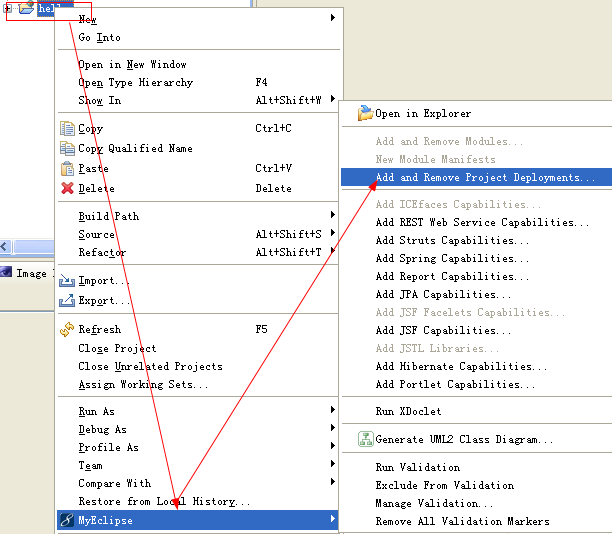 New
Go Into
Open in New Window
Open Type Hierarchy F4
Show In Alt+Shift+W
Copy Ctrl+C
Copy Qualified Name
Paste Ctrl+V
Delete Delete
Build Path
Source Alt+Shift+S
Refactor Alt+Shift+T
Import...
Export...
Refresh F5
Close Project
Close Unrelated Projects
Assign Working Sets...
Run As
Debug As
Profile As
Team
Compare With
Restore from Local History...
MyEclipse
Image
Open in Explorer
Add and Remove Modules...
New Module Manifests
Add and Remove Project Deployments...
Add ICEfaces Capabilities...
Add REST Web Service Capabilities...
Add Struts Capabilities...
Add Spring Capabilities...
Add Report Capabilities...
Add JPA Capabilities...
Add JSF Facelets Capabilities...
Add JSF Capabilities...
Add JSTL Libraries...
Add Hibernate Capabilities...
Add Portlet Capabilities...
Run XDoclet
Generate UML2 Class Diagram...
Run Validation
Exclude From Validation
Manage Validation...
Remove All Validation Markers